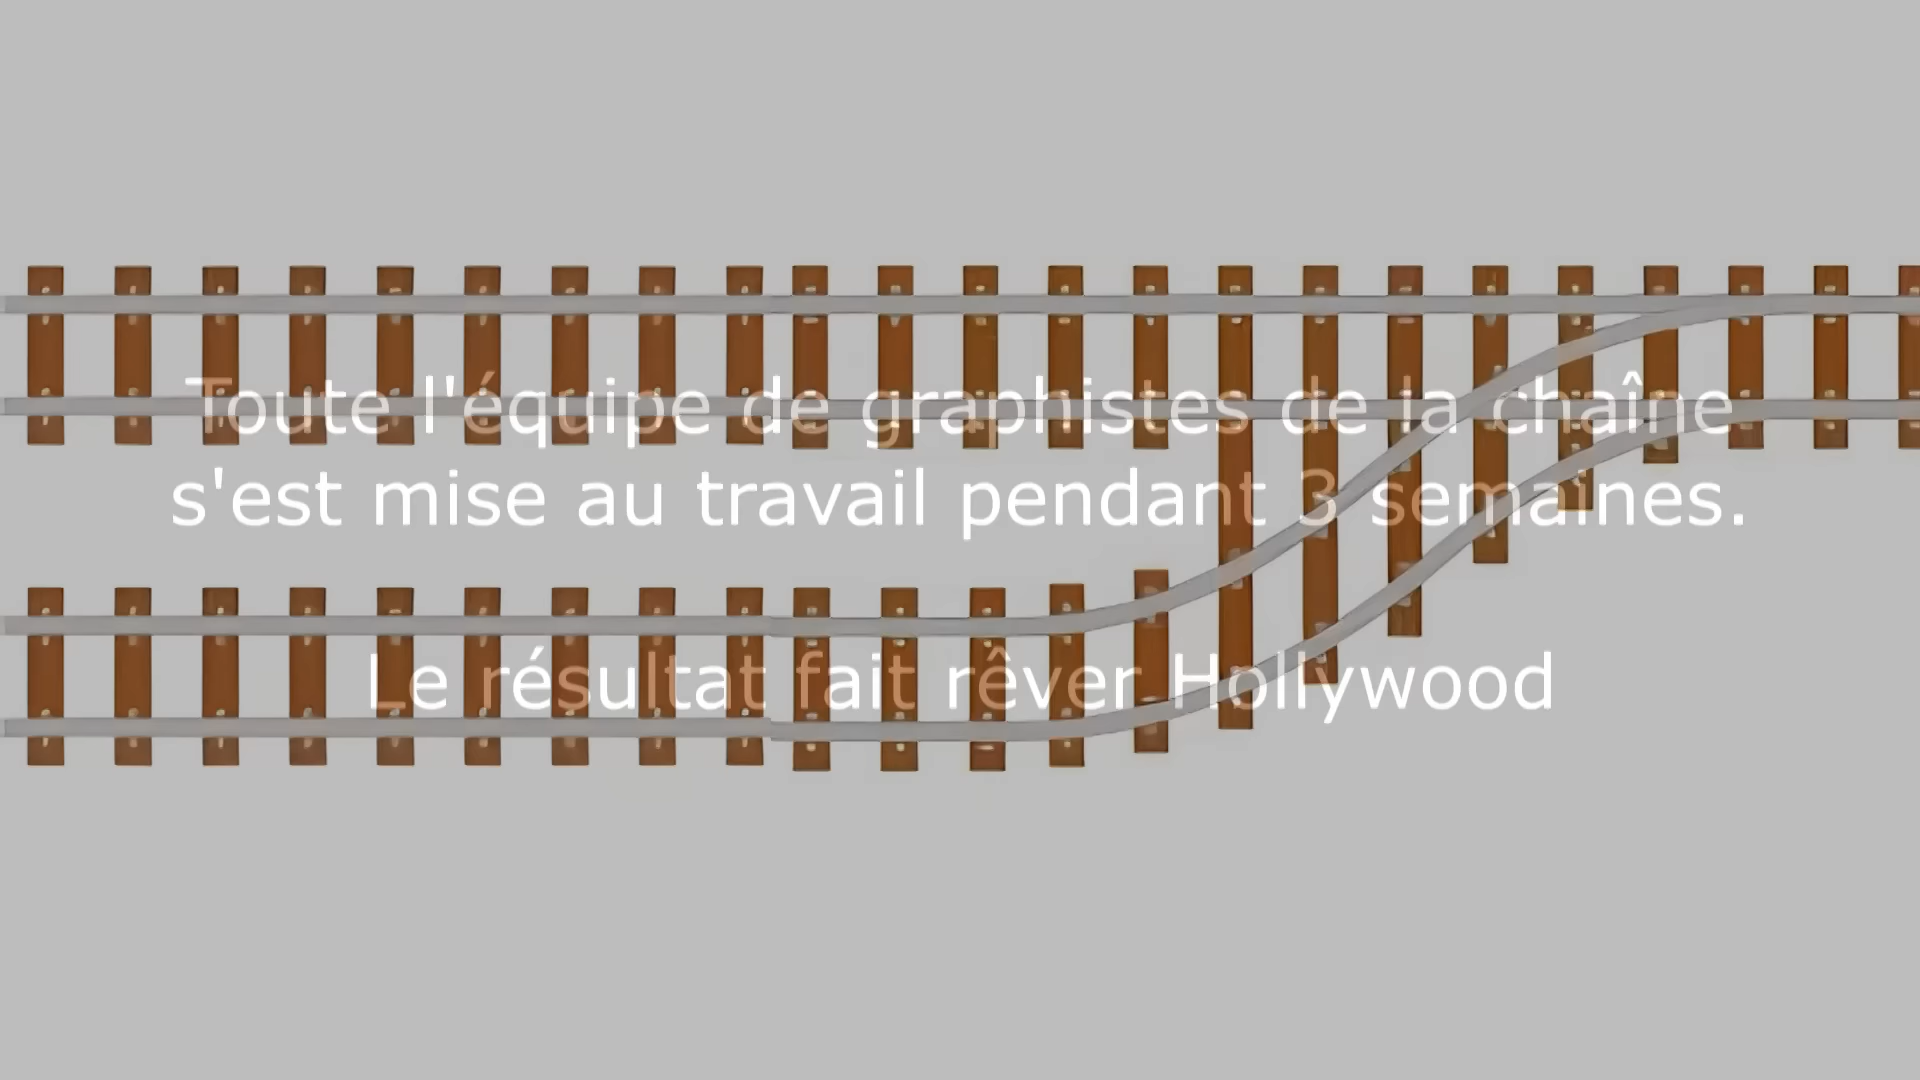 Toute l'équipe de graphistes de la chaîne
s'est mise au travail pendant 3 semaines.
Le résultat fait rêver Hollywood